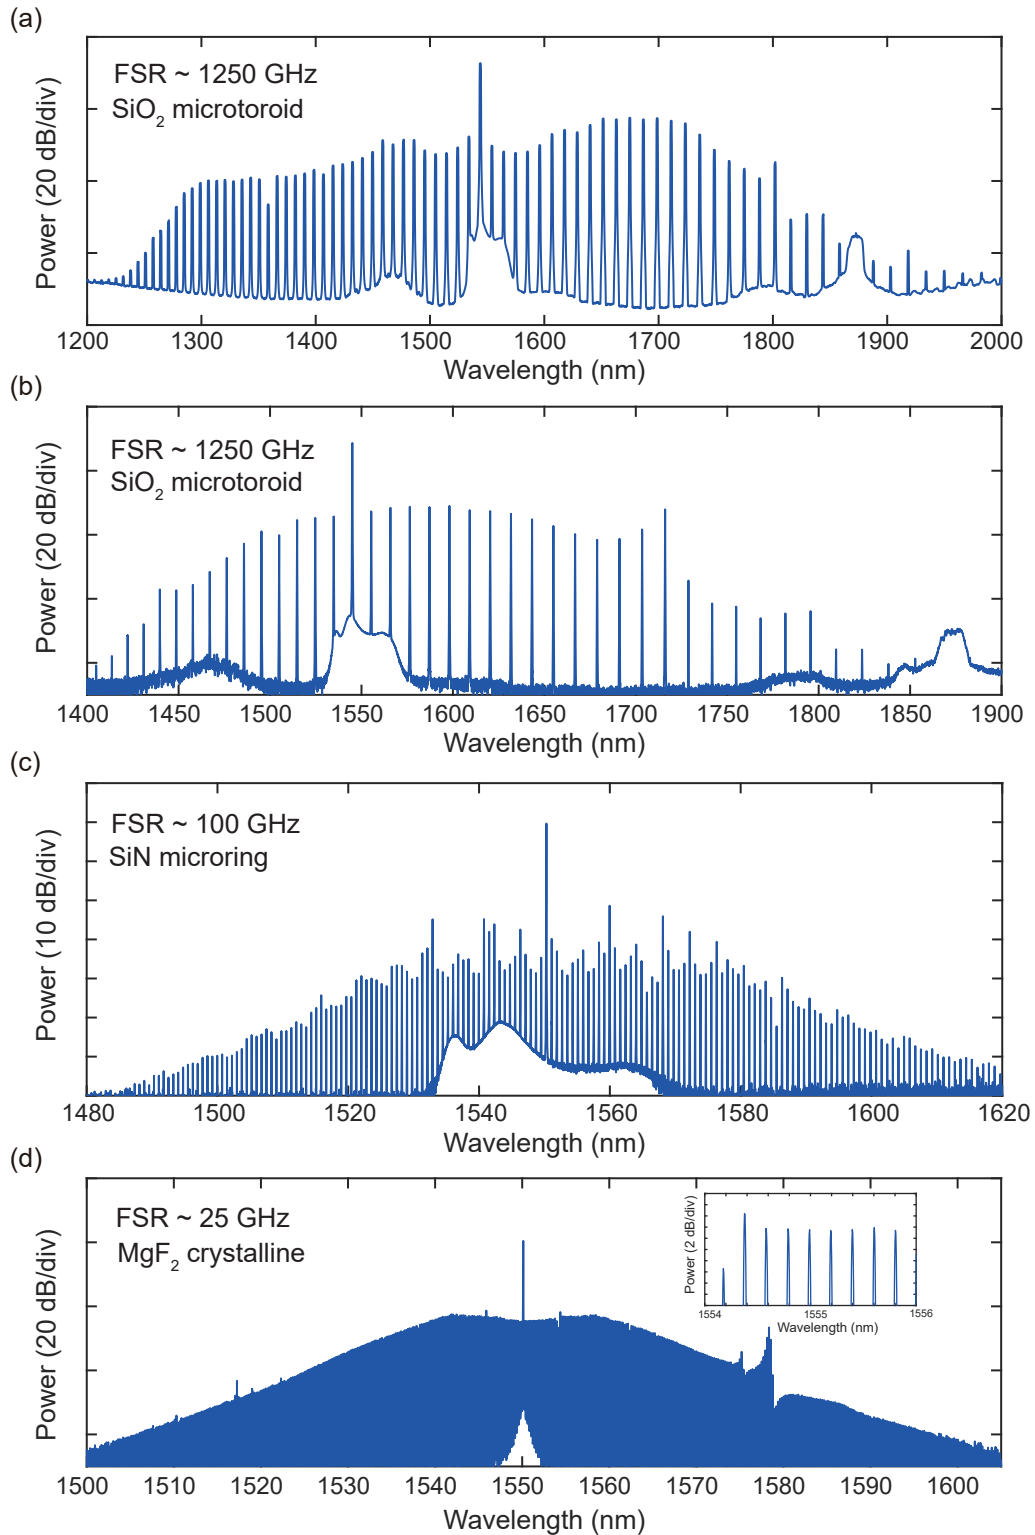 (a)
FSR ~ 1250 GHz
SiO2 microtoroid
Power (20 dB/div)
1200 1300 1400 1500 1600 1700 1800 1900 2000
Wavelength (nm)
(b)
FSR ~ 1250 GHz
SiO2 microtoroid
Power (20 dB/div)
1400 1450 1500 1550 1600 1650 1700 1750 1800 1850 1900
Wavelength (nm)
(c)
FSR ~ 100 GHz
SiN microring
Power (10 dB/div)
1480 1500 1520 1540 1560 1580 1600 1620
Wavelength (nm)
(d)
FSR ~ 25 GHz
MgF2 crystalline
Power (20 dB/div)
Power (2 dB/div)
1554 1555 1556
Wavelength (nm)
1500 1510 1520 1530 1540 1550 1560 1570 1580 1590 1600
Wavelength (nm)